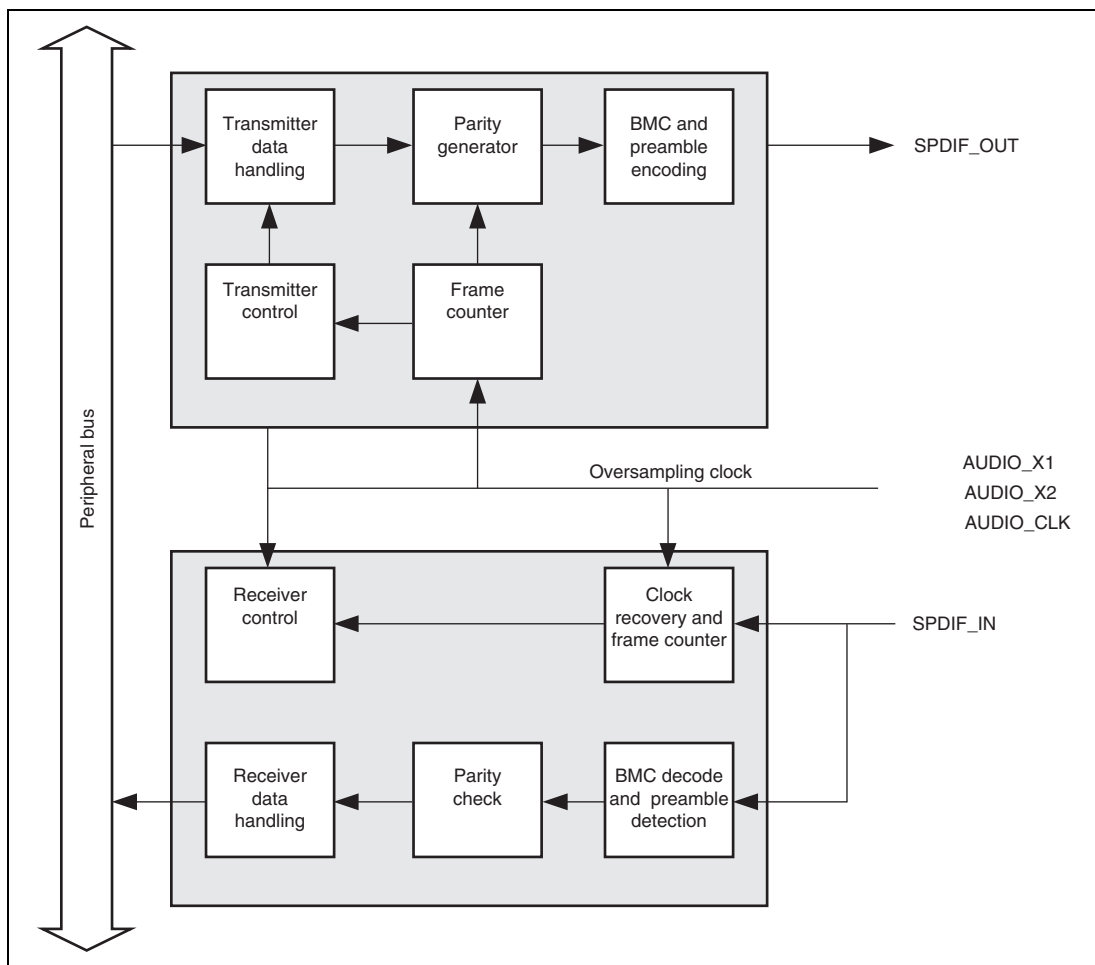 Transmitter
data
handling
Parity
generator
BMC and
preamble
encoding
SPDIF_OUT
Transmitter
control
Frame
counter
Peripheral bus
Oversampling clock
AUDIO_X1
AUDIO_X2
AUDIO_CLK
Receiver
control
Clock
recovery and
frame counter
SPDIF_IN
Receiver
data
handling
Parity
check
BMC decode
and preamble
detection